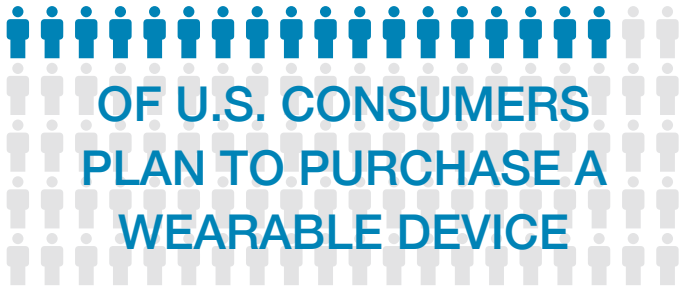 OF U.S. CONSUMERS
PLAN TO PURCHASE A
WEARABLE DEVICE